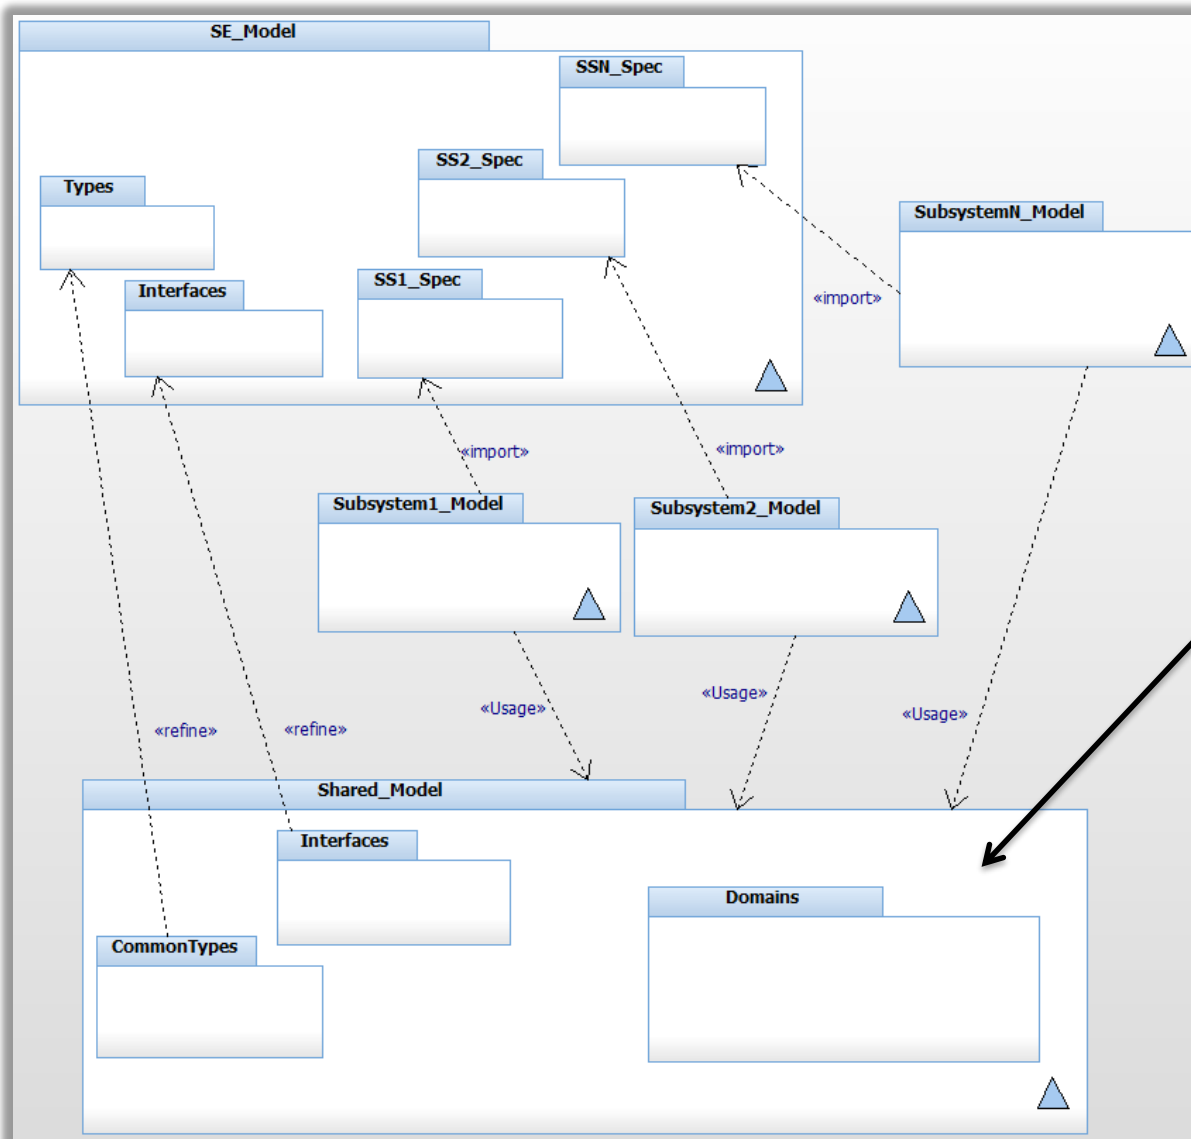 SE_Model
SSN_Spec
SS2_Spec
Types
SubsystemN_Model
SS1_Spec
Interfaces
«import»
«import»
«import»
Subsystem1_Model
Subsystem2_Model
«Usage»
«Usage»
«Usage»
«refine»
«refine»
Shared_Model
Interfaces
Domains
CommonTypes